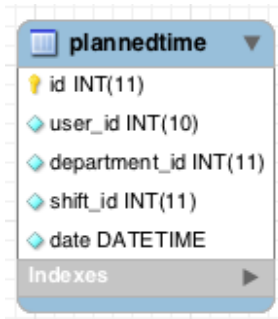 plannedtime
id INT(11)
user_id INT(10)
department_id INT(11)
shift_id INT(11)
date DATETIME
Indexes